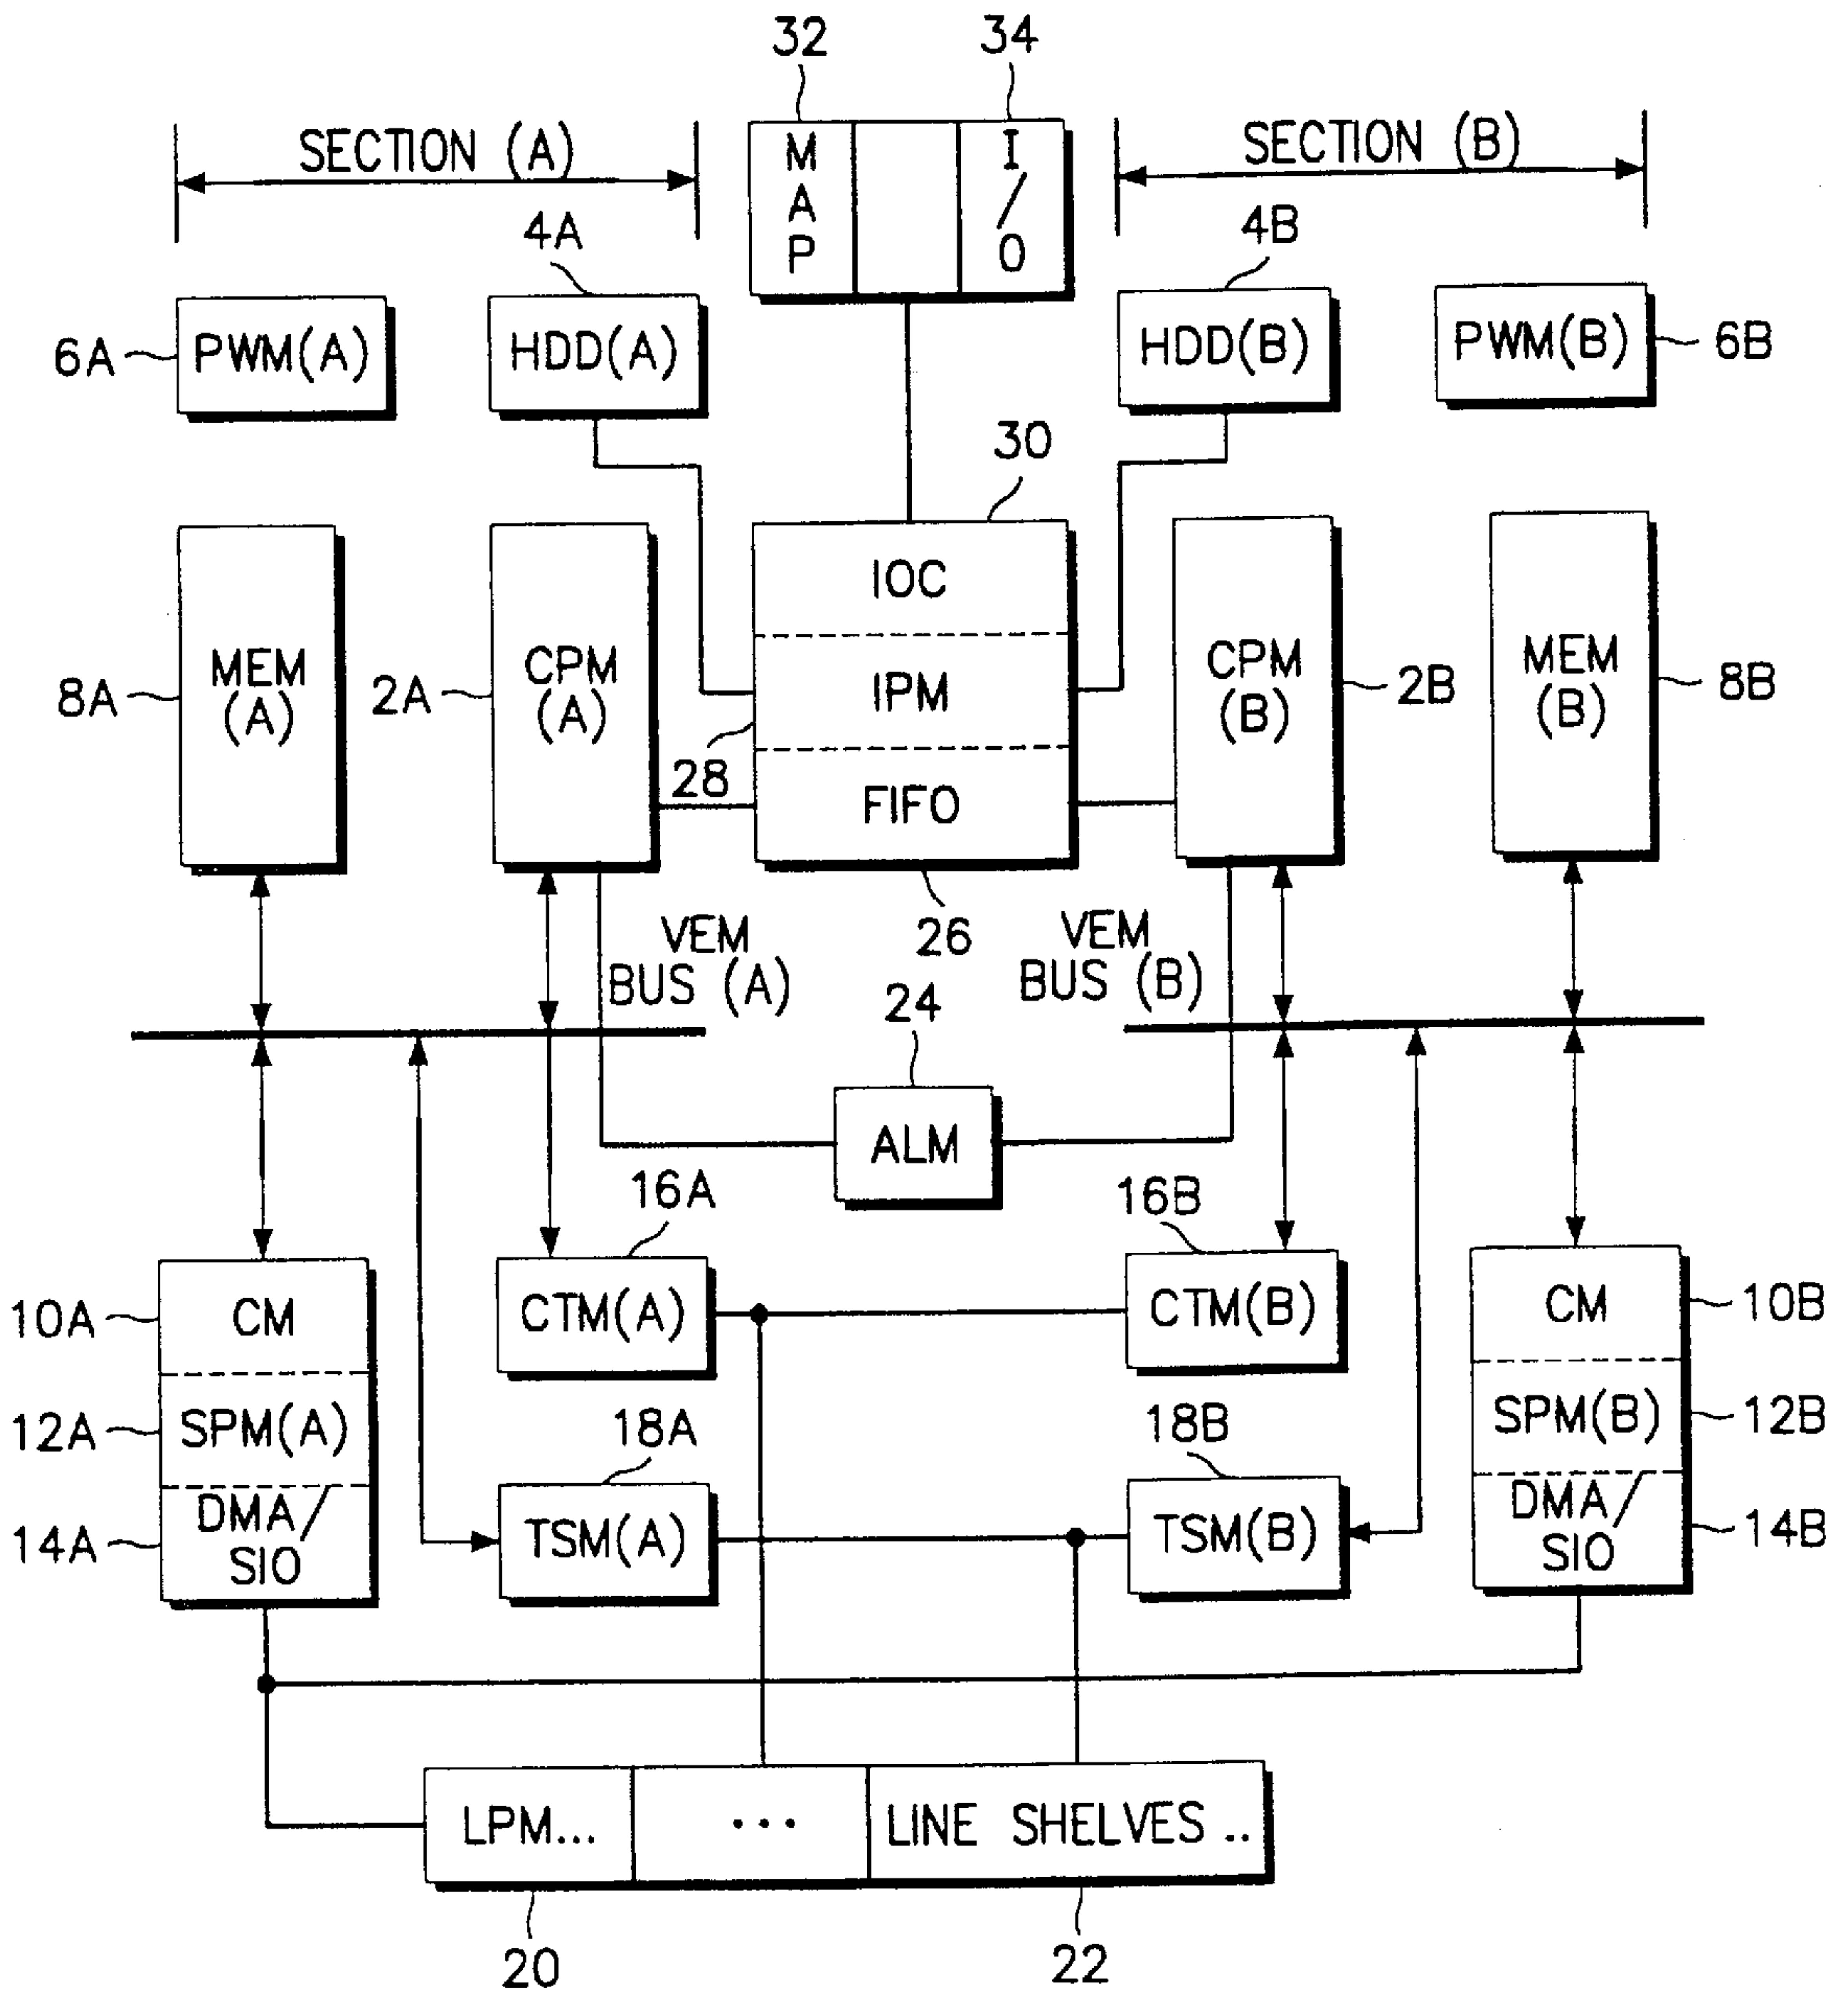 32
34
SECTION (A)
MAP
I/O
SECTION (B)
4A
4B
6A
PWM(A)
HDD(A)
HDD(B)
PWM(B)
6B
30
IOC
8A
MEM
(A)
2A
CPM
(A)
IPM
CPM
(B)
2B
MEM
(B)
8B
28
FIFO
26
VEM
BUS (A)
VEM
BUS (B)
24
ALM
16A
16B
10A
CM
CTM(A)
CTM(B)
CM
10B
12A
SPM(A)
18A
18B
SPM(B)
12B
14A
DMA/
SIO
TSM(A)
TSM(B)
DMA/
SIO
14B
LPM...
...
LINE SHELVES ..
20
22